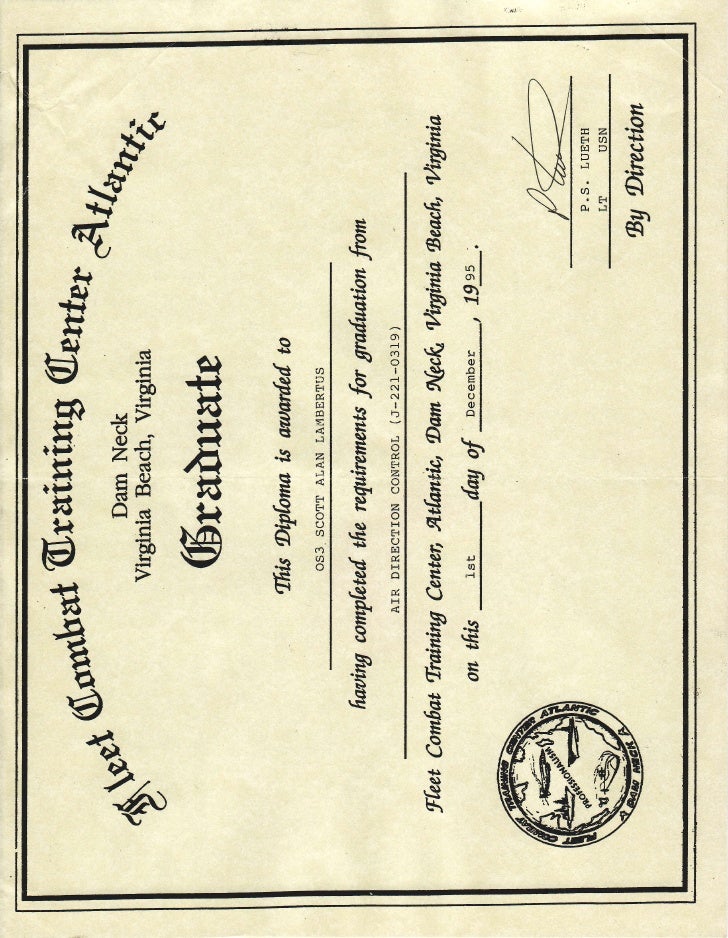 Fleet Combat Training Center Atlantic
Dam Neck
Virginia Beach, Virginia
Graduate
This Diploma is awarded to
OS3 SCOTT ALAN LAMBERTUS
having completed the requirements for graduation from
AIR DIRECTION CONTROL (J-221-0319)
Fleet Combat Training Center, Atlantic, Dam Neck, Virginia Beach, Virginia
on this 1st day of December, 1995.
P.S. LUETH
LT USN
By Direction
FLEET COMBAT TRAINING CENTER ATLANTIC
DAM NECK VA
PROFESSIONALISM